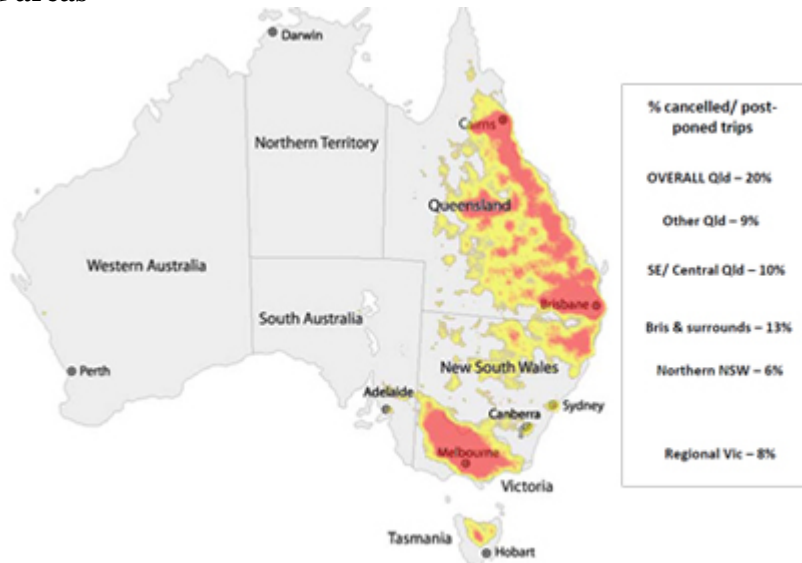 Darwin
Cairns
Northern Territory
Queensland
Western Australia
Brisbane
South Australia
New South Wales
Perth
Adelaide
Sydney
Canberra
Melbourne
Victoria
Tasmania
Hobart
% cancelled/ post-
poned trips
OVERALL Qld – 20%
Other Qld – 9%
SE/ Central Qld – 10%
Bris & surrounds – 13%
Northern NSW – 6%
Regional Vic – 8%